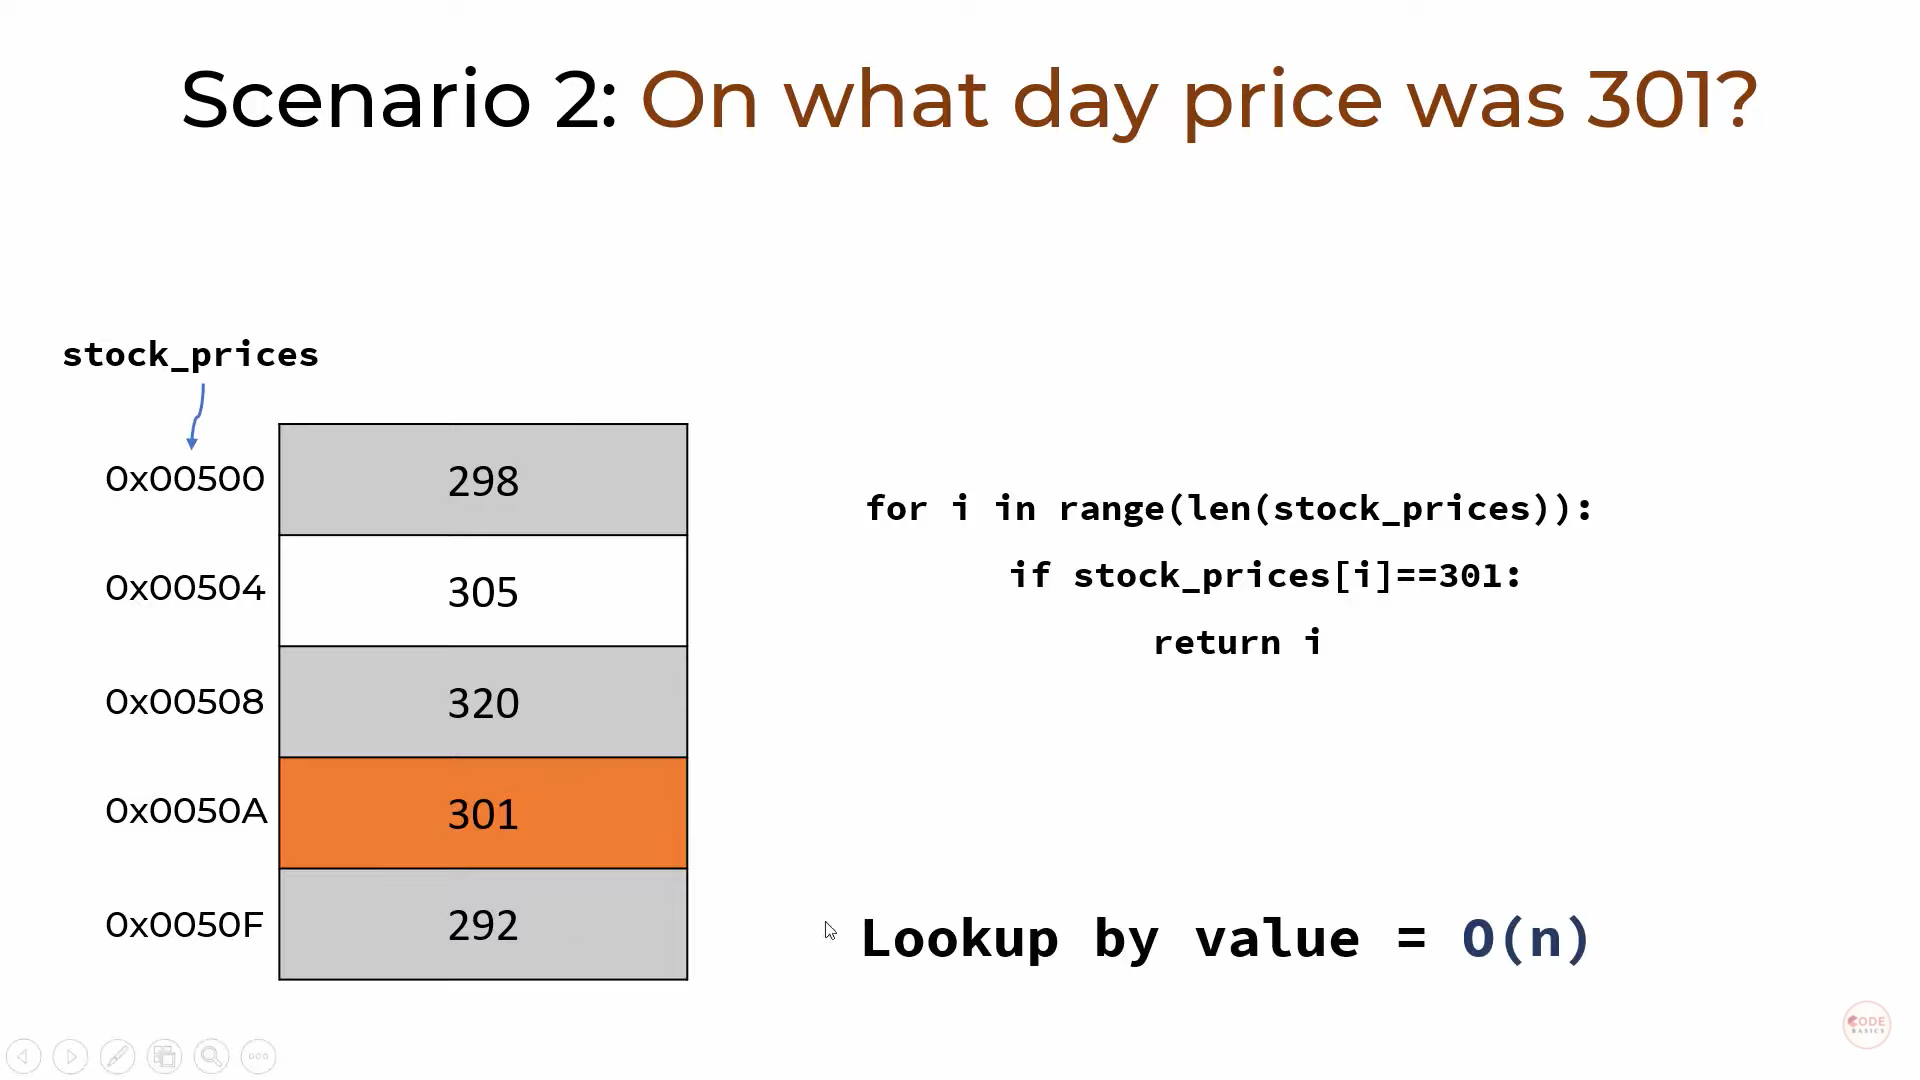 Scenario 2: On what day price was 301?
stock_prices
0x00500
298
0x00504
305
0x00508
320
0x0050A
301
0x0050F
292
for i in range(len(stock_prices)):
if stock_prices[i]==301:
return i
Lookup by value = O(n)
CODE
BASICS